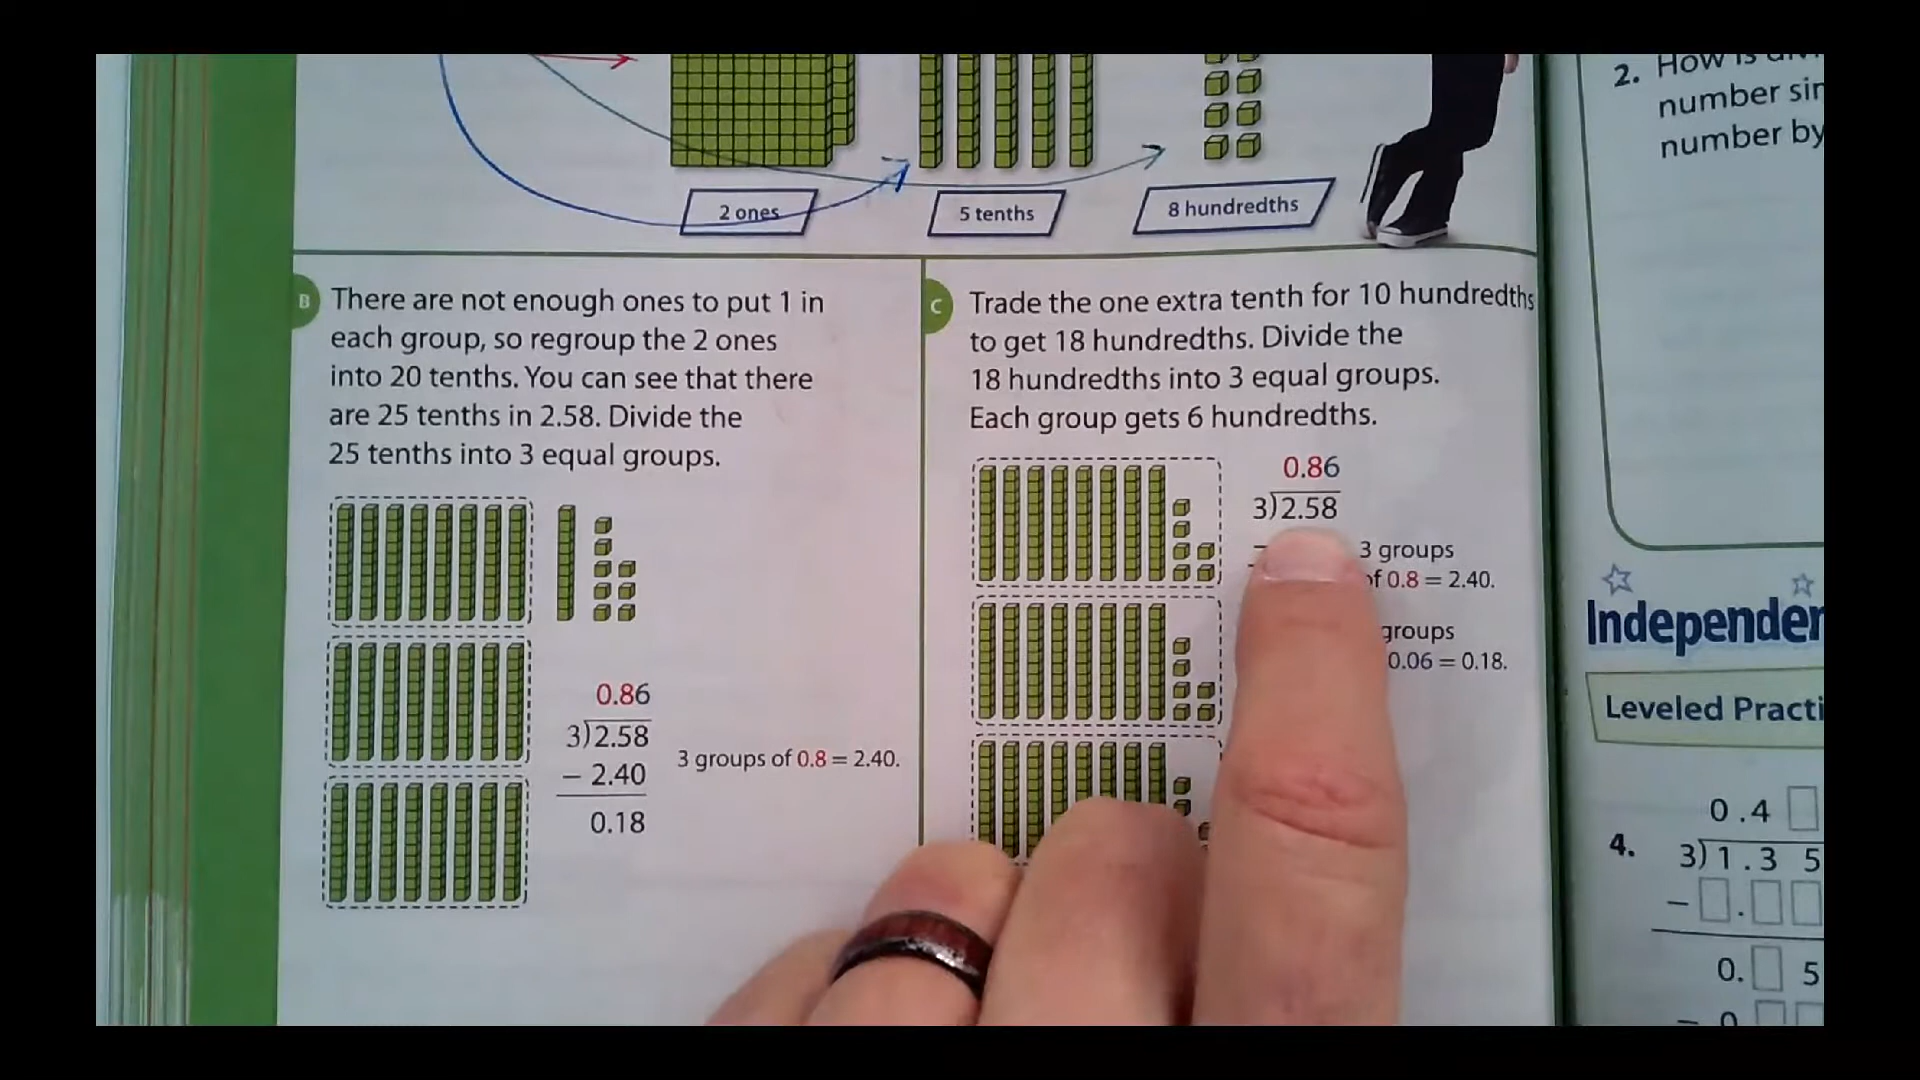 2 ones
5 tenths
8 hundredths
B
There are not enough ones to put 1 in
each group, so regroup the 2 ones
into 20 tenths. You can see that there
are 25 tenths in 2.58. Divide the
25 tenths into 3 equal groups.
0.86
3)2.58
− 2.40
0.18
3 groups of 0.8 = 2.40.
C
Trade the one extra tenth for 10 hundredths
to get 18 hundredths. Divide the
18 hundredths into 3 equal groups.
Each group gets 6 hundredths.
0.86
3)2.58
3 groups
of 0.8 = 2.40.
groups
0.06 = 0.18.
2. How is
number
number by
Leveled
0.4
4. 3)1.3 5
− .
0. 5
− 0